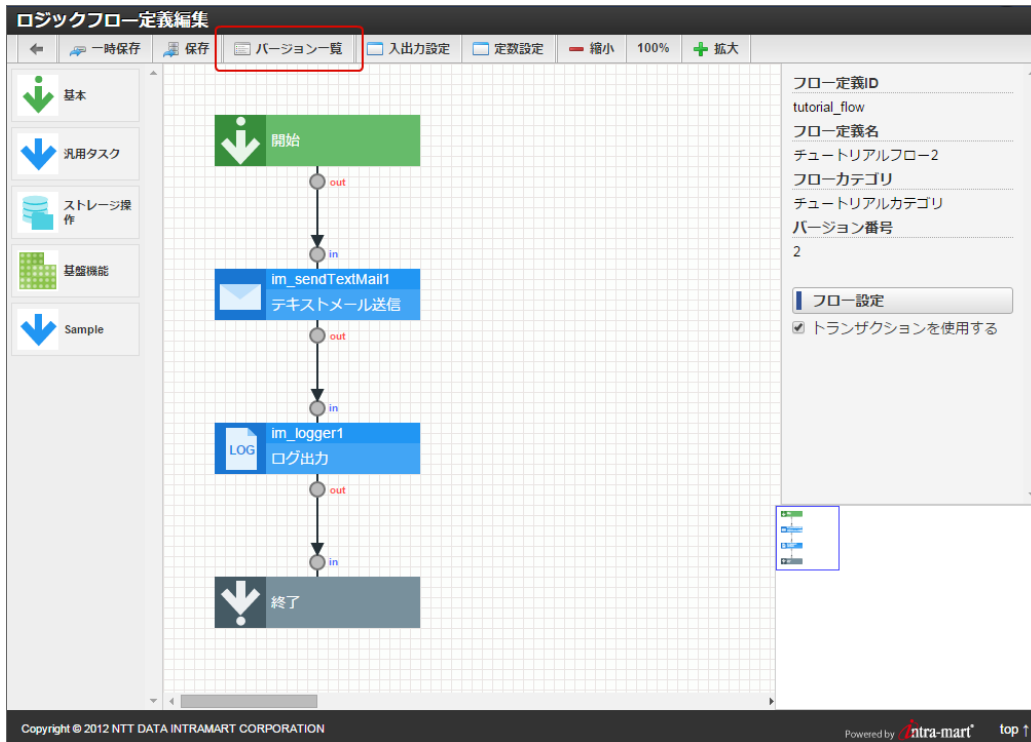 ロジックフロー定義編集
一時保存 保存 バージョン一覧 入出力設定 定数設定 縮小 100% 拡大
基本
汎用タスク
ストレージ操
作
基盤機能
Sample
開始
out
in
im_sendTextMail1
テキストメール送信
out
in
im_logger1
LOG
ログ出力
out
in
終了
フロー定義ID
tutorial_flow
フロー定義名
チュートリアルフロー2
フローカテゴリ
チュートリアルカテゴリ
バージョン番号
2
フロー設定
トランザクションを使用する
Copyright © 2012 NTT DATA INTRAMART CORPORATION
Powered by intra-mart top ↑